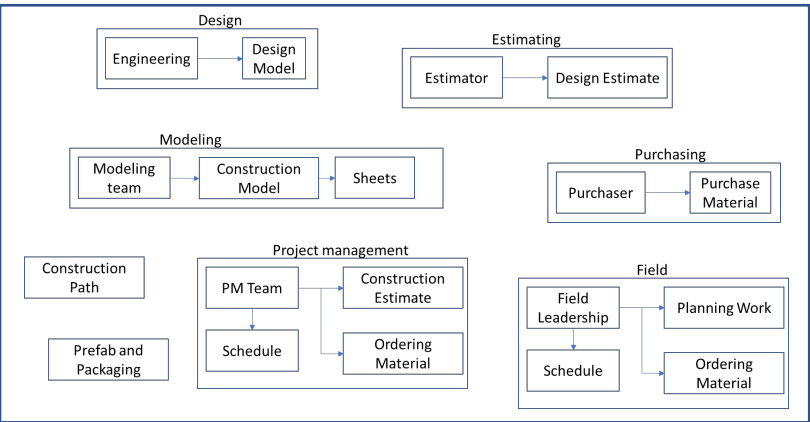 Design
Engineering
Design
Model
Estimating
Estimator
Design Estimate
Modeling
Modeling
team
Construction
Model
Sheets
Purchasing
Purchaser
Purchase
Material
Construction
Path
Prefab and
Packaging
Project management
PM Team
Construction
Estimate
Schedule
Ordering
Material
Field
Field
Leadership
Planning Work
Schedule
Ordering
Material